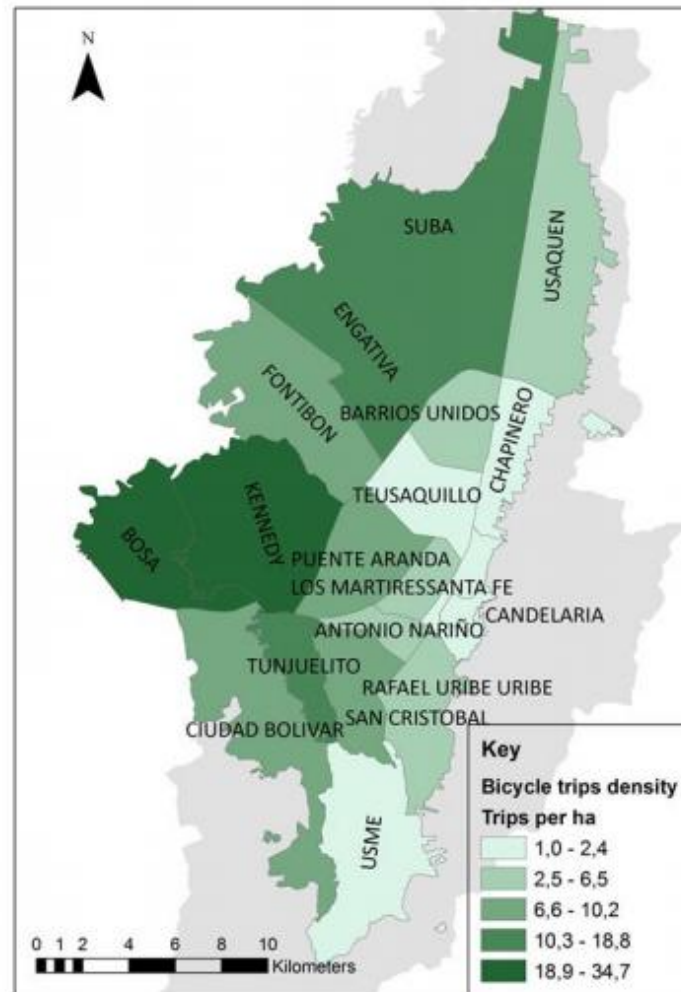 N
SUBA
USAQUEN
ENGATIVA
FONTIBON
BARRIOS UNIDOS
CHAPINERO
TEUSAQUILLO
KENNEDY
BOSA
PUENTE ARANDA
LOS MARTIRESSANTA FE
CANDELARIA
ANTONIO NARIÑO
TUNJUELITO
RAFAEL URIBE URIBE
SAN CRISTOBAL
CIUDAD BOLIVAR
USME
Key
Bicycle trips density
Trips per ha
1,0 - 2,4
2,5 - 6,5
6,6 - 10,2
10,3 - 18,8
18,9 - 34,7
0 1 2 4 6 8 10
Kilometers